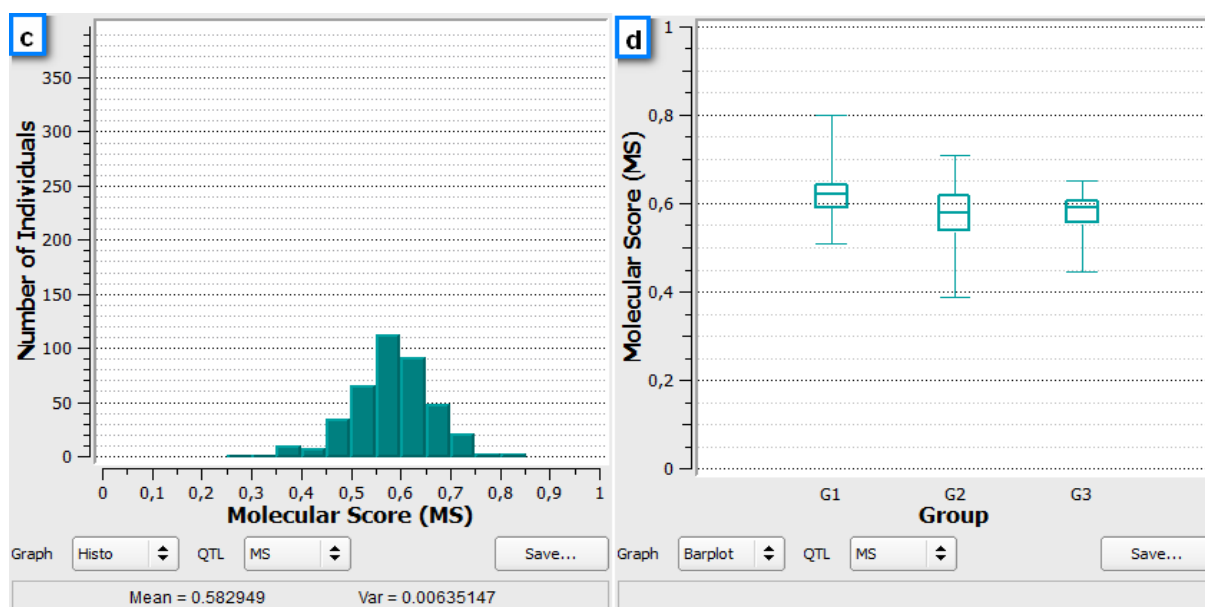 c
Number of Individuals
350
300
250
200
150
100
50
0
0 0,1 0,2 0,3 0,4 0,5 0,6 0,7 0,8 0,9 1
Molecular Score (MS)
Graph Histo QTL MS Save...
Mean = 0.582949 Var = 0.00635147
d
Molecular Score (MS)
1
0,8
0,6
0,4
0,2
0
G1 G2 G3
Group
Graph Barplot QTL MS Save...